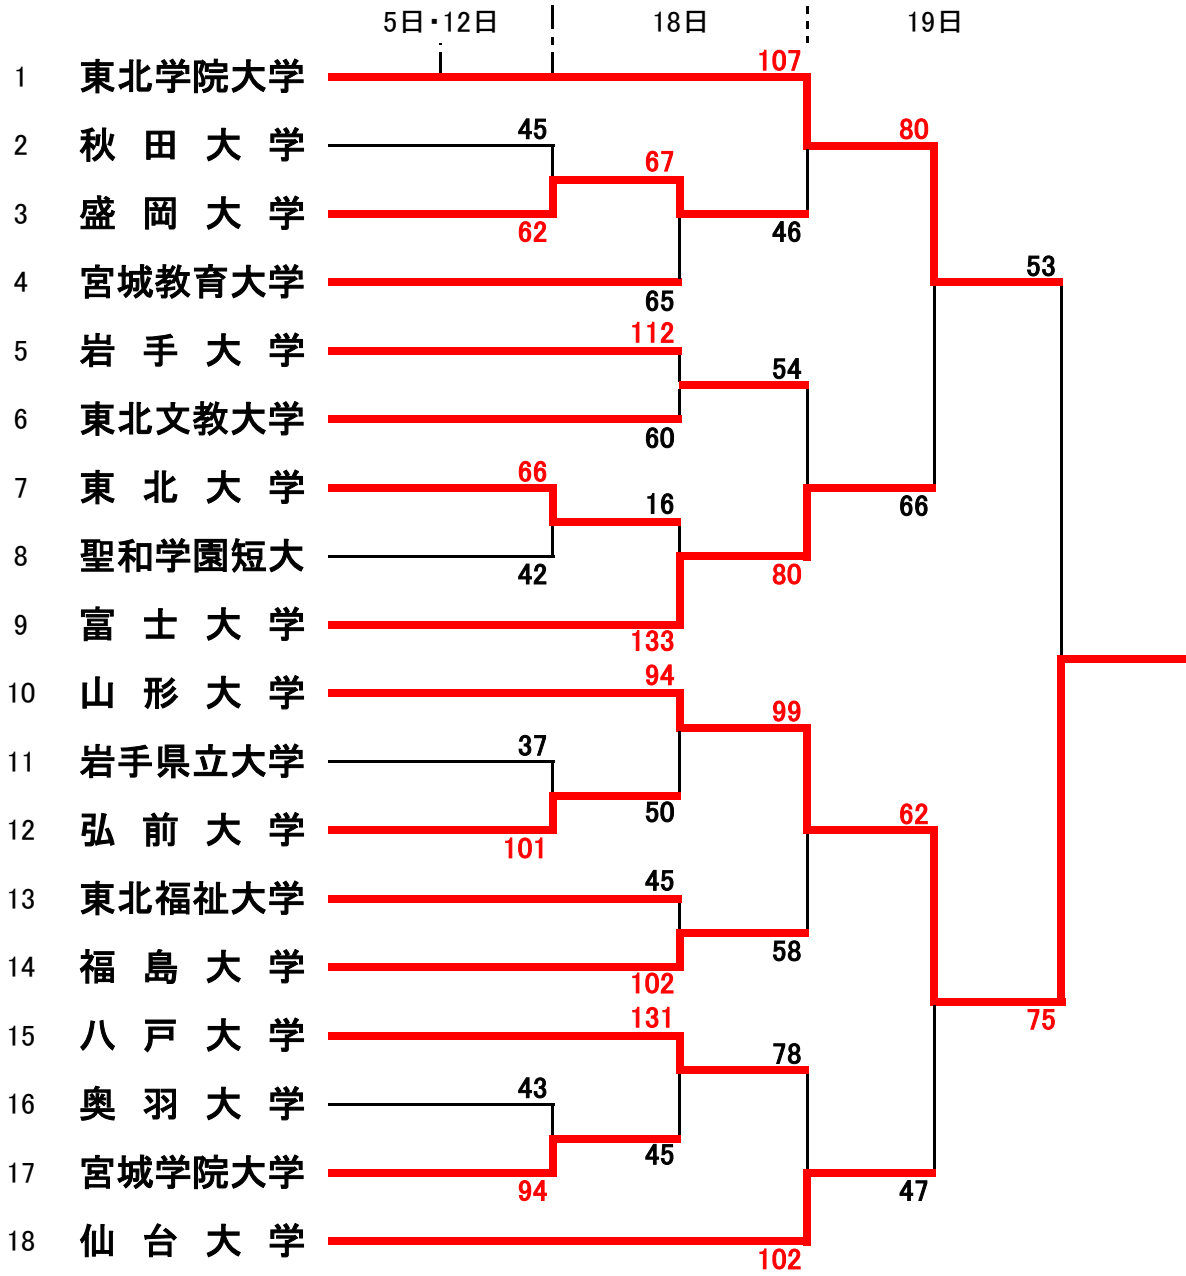 5日・12日 18日 19日
107
1 東北学院大学
45 80
2 秋田大学
67
3 盛岡大学
62 46
53
4 宮城教育大学
65
112
5 岩手大学
54
6 東北文教大学
60
66
7 東北大学
16 66
8 聖和学園短大
42 80
9 富士大学
133
94
10 山形大学
99
37
11 岩手県立大学
50 62
12 弘前大学
101
45
13 東北福祉大学
58
14 福島大学
102
131 75
15 八戸大学
78
43
16 奥羽大学
45
17 宮城学院大学
94 47
18 仙台大学
102